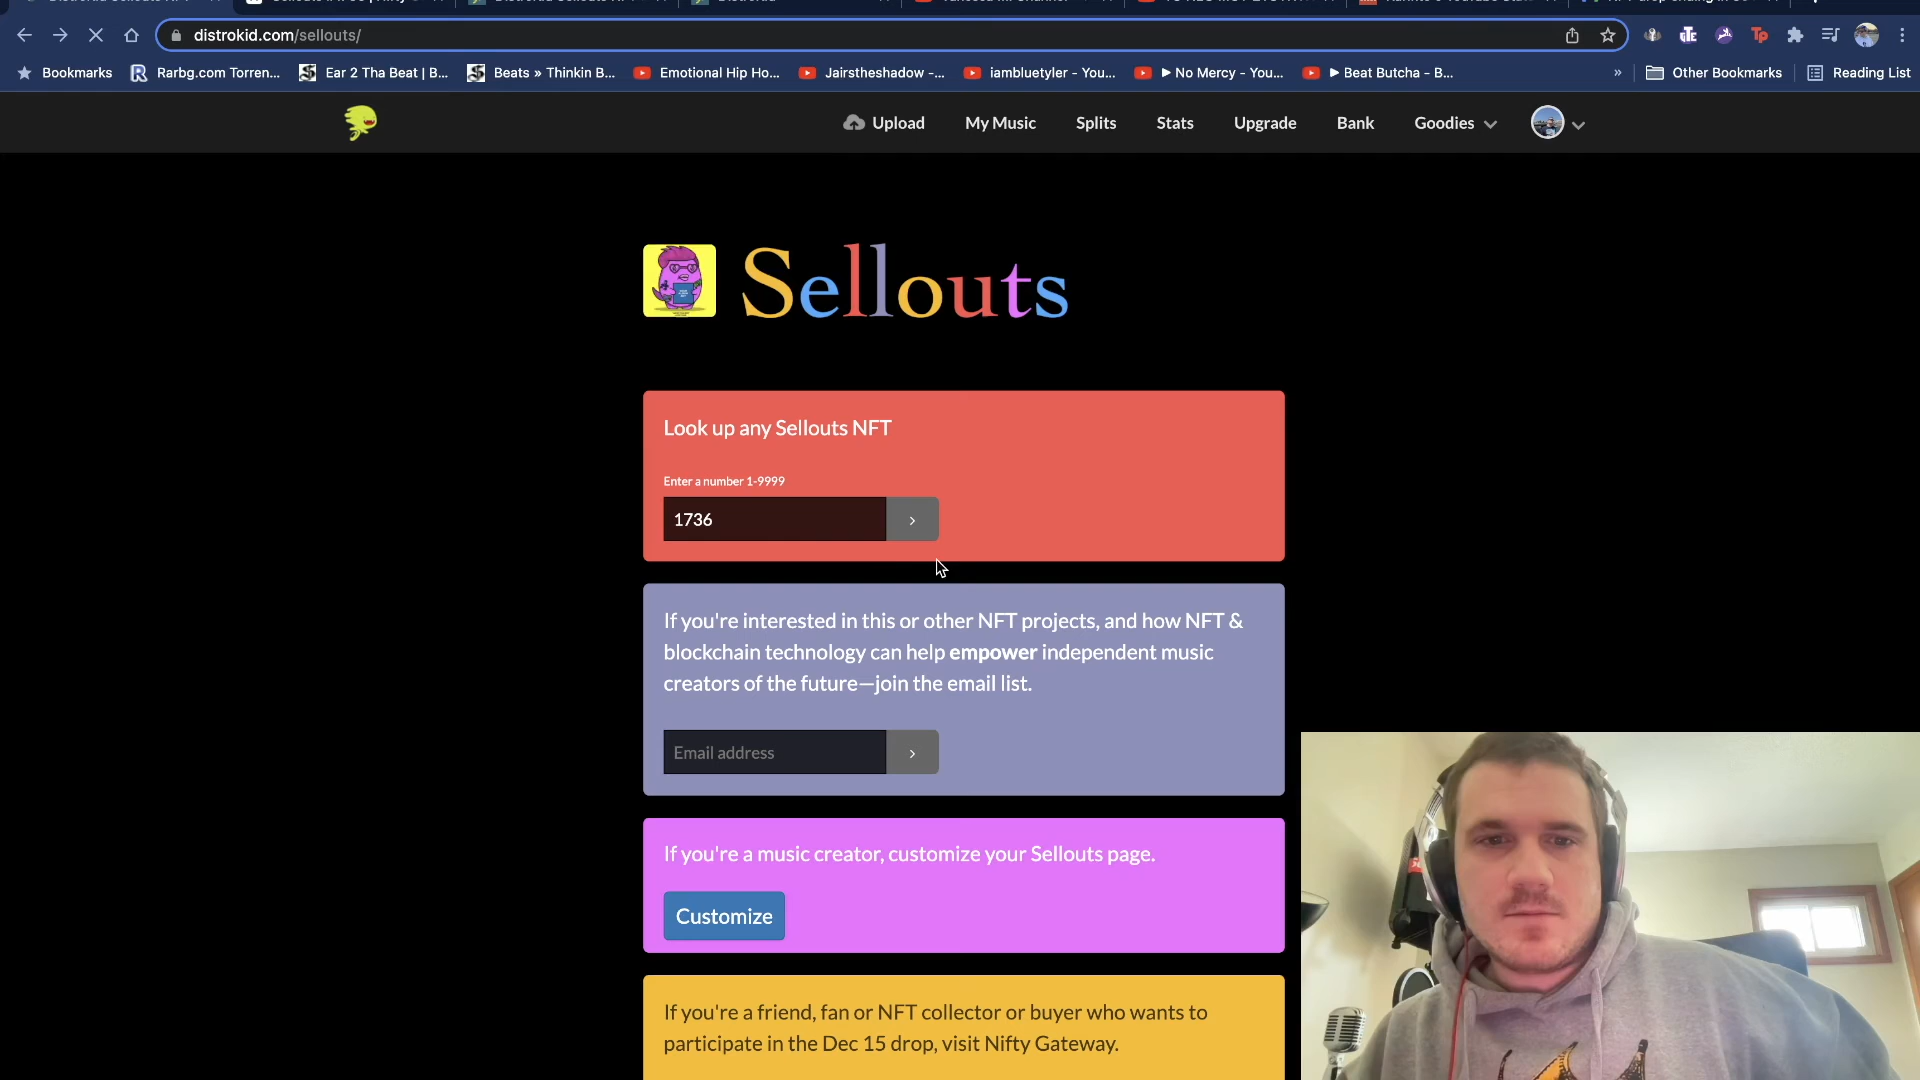 distrokid.com/sellouts/
Bookmarks
Rarbg.com Torren...
Ear 2 Tha Beat | B...
Beats » Thinkin B...
Emotional Hip Ho...
Jairstheshadow -...
iambluetyler - You...
►No Mercy - You...
► Beat Butcha - B...
»
Other Bookmarks
Reading List
Upload
My Music
Splits
Stats
Upgrade
Bank
Goodies
Sellouts
Look up any Sellouts NFT
Enter a number 1-9999
1736
If you're interested in this or other NFT projects, and how NFT &
blockchain technology can help empower independent music
creators of the future—join the email list.
Email address
If you're a music creator, customize your Sellouts page.
Customize
If you're a friend, fan or NFT collector or buyer who wants to
participate in the Dec 15 drop, visit Nifty Gateway.